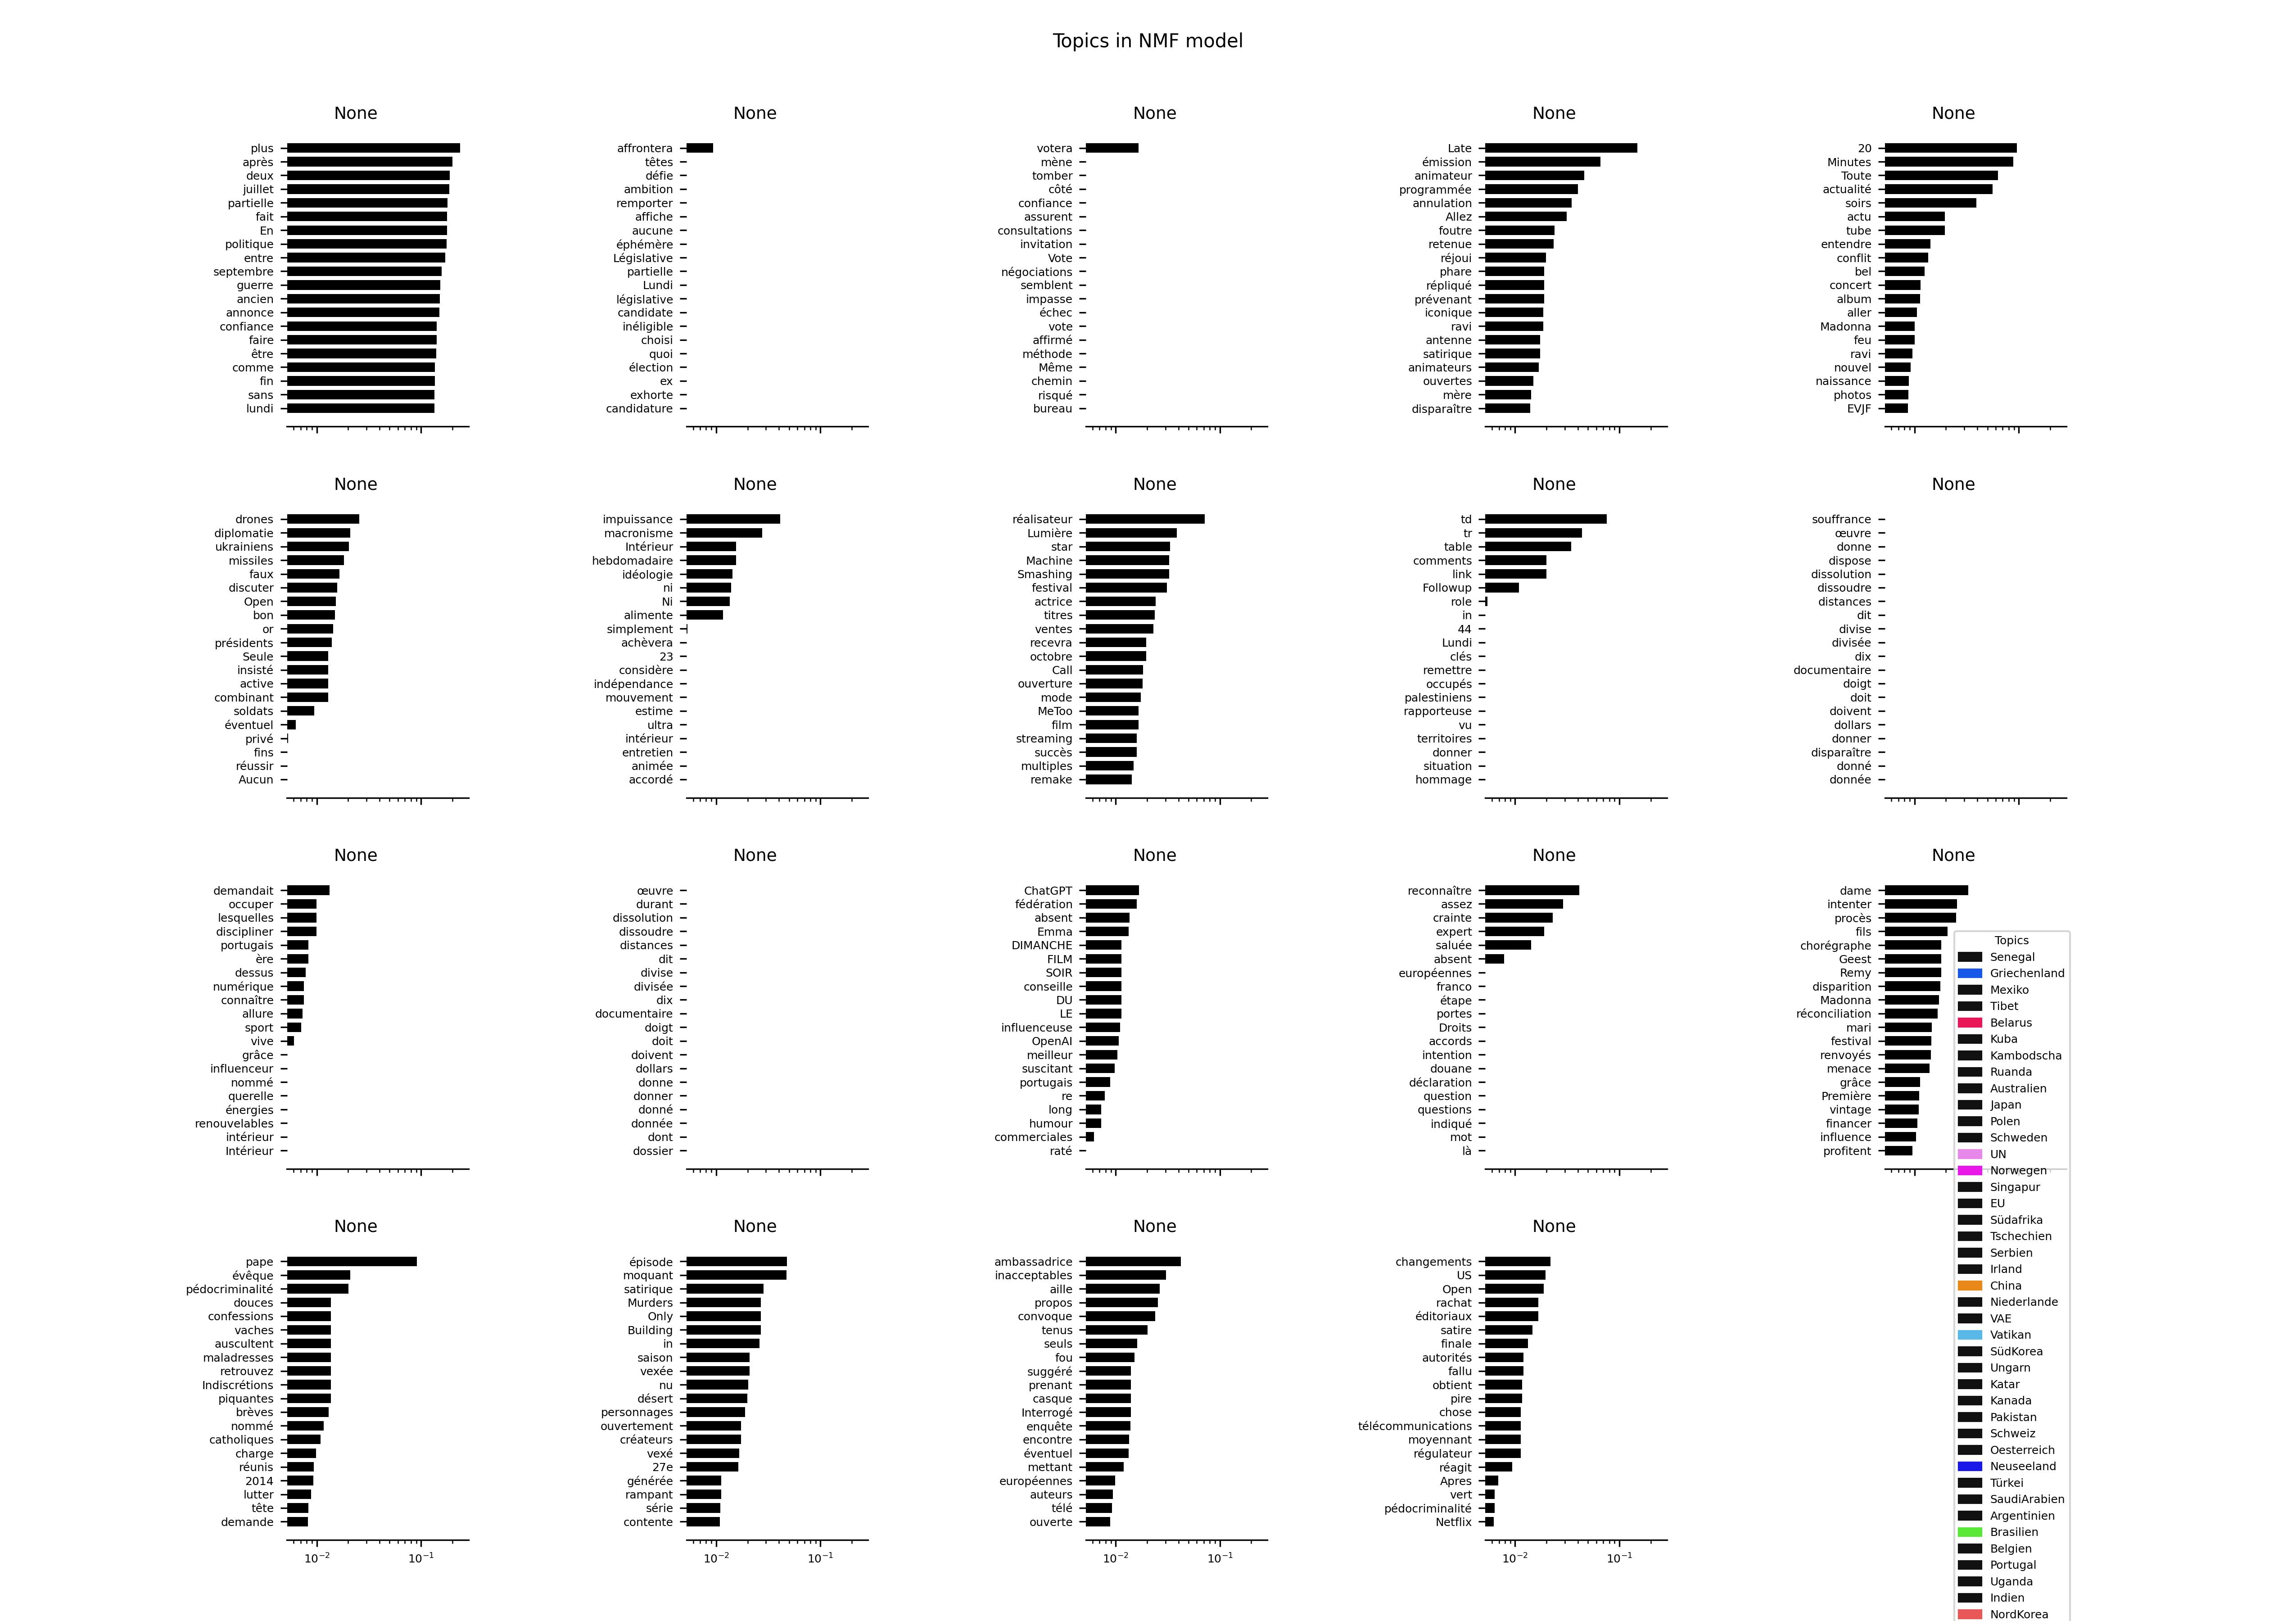 Topics in NMF model
None
plus
après
deux
juillet
partielle
fait
En
politique
entre
septembre
guerre
ancien
annonce
confiance
faire
être
comme
fin
sans
lundi
None
affrontera
têtes
défie
ambition
remporter
affiche
aucune
éphémère
Législative
partielle
Lundi
législative
candidate
inéligible
choisi
quoi
élection
ex
exhorte
candidature
None
votera
mène
tomber
côté
confiance
assurent
consultations
invitation
Vote
négociations
semblent
impasse
échec
vote
affirmé
méthode
Même
chemin
risqué
bureau
None
Late
émission
animateur
programmée
annulation
Allez
foutre
retenue
réjoui
phare
répliqué
prévenant
iconique
ravi
antenne
satirique
animateurs
ouvertes
mère
disparaître
None
20
Minutes
Toute
actualité
soirs
actu
tube
entendre
conflit
bel
concert
album
aller
Madonna
feu
ravi
nouvel
naissance
photos
EVJF
None
drones
diplomatie
ukrainiens
missiles
faux
discuter
Open
bon
or
présidents
Seule
insisté
active
combinant
soldats
éventuel
privé
fins
réussir
Aucun
None
impuissance
macronisme
Intérieur
hebdomadaire
idéologie
ni
Ni
alimente
simplement
achèvera
23
considère
indépendance
mouvement
estime
ultra
intérieur
entretien
animée
accordé
None
réalisateur
Lumière
star
Machine
Smashing
festival
actrice
titres
ventes
recevra
octobre
Call
ouverture
mode
MeToo
film
streaming
succès
multiples
remake
None
td
tr
table
comments
link
Followup
role
in
44
Lundi
clés
remettre
occupés
palestiniens
rapporteuse
vu
territoires
donner
situation
hommage
None
souffrance
œuvre
donne
dispose
dissolution
dissoudre
distances
dit
divise
divisée
dix
documentaire
doigt
doit
doivent
dollars
donner
disparaître
donné
donnée
None
demandait
occuper
lesquelles
discipliner
portugais
ère
dessus
numérique
connaître
allure
sport
vive
grâce
influenceur
nommé
querelle
énergies
renouvelables
intérieur
Intérieur
None
œuvre
durant
dissolution
dissoudre
distances
dit
divise
divisée
dix
documentaire
doigt
doit
doivent
dollars
donne
donner
donné
donnée
dont
dossier
None
ChatGPT
fédération
absent
Emma
DIMANCHE
FILM
SOIR
conseille
DU
LE
influenceuse
OpenAI
meilleur
suscitant
portugais
re
long
humour
commerciales
raté
None
reconnaître
assez
crainte
expert
saluée
absent
européennes
franco
étape
portes
Droits
accords
intention
douane
déclaration
question
questions
indiqué
mot
là
None
dame
intenter
procès
fils
chorégraphe
Geest
Remy
disparition
Madonna
réconciliation
mari
festival
renvoyés
menace
grâce
Première
vintage
financer
influence
profitent
None
pape
évêque
pédocriminalité
douces
confessions
vaches
auscultent
maladresses
retrouvez
Indiscrétions
piquantes
brèves
nommé
catholiques
charge
réunis
2014
lutter
tête
demande
10⁻² 10⁻¹
None
épisode
moquant
satirique
Murders
Only
Building
in
saison
vexée
nu
désert
personnages
ouvertement
créateurs
vexé
27e
générée
rampant
série
contente
10⁻² 10⁻¹
None
ambassadrice
inacceptables
aille
propos
convoque
tenus
seuls
fou
suggéré
prenant
casque
Interrogé
enquête
encontre
éventuel
mettant
européennes
auteurs
télé
ouverte
10⁻² 10⁻¹
None
changements
US
Open
rachat
éditoriaux
satire
finale
autorités
fallu
obtient
pire
chose
télécommunications
moyennant
régulateur
réagit
Apres
vert
pédocriminalité
Netflix
10⁻² 10⁻¹
Topics
Senegal
Griechenland
Mexiko
Tibet
Belarus
Kuba
Kambodscha
Ruanda
Australien
Japan
Polen
Schweden
UN
Norwegen
Singapur
EU
Südafrika
Tschechien
Serbien
Irland
China
Niederlande
VAE
Vatikan
SüdKorea
Ungarn
Katar
Kanada
Pakistan
Schweiz
Oesterreich
Neuseeland
Türkei
SaudiArabien
Argentinien
Brasilien
Belgien
Portugal
Uganda
Indien
NordKorea